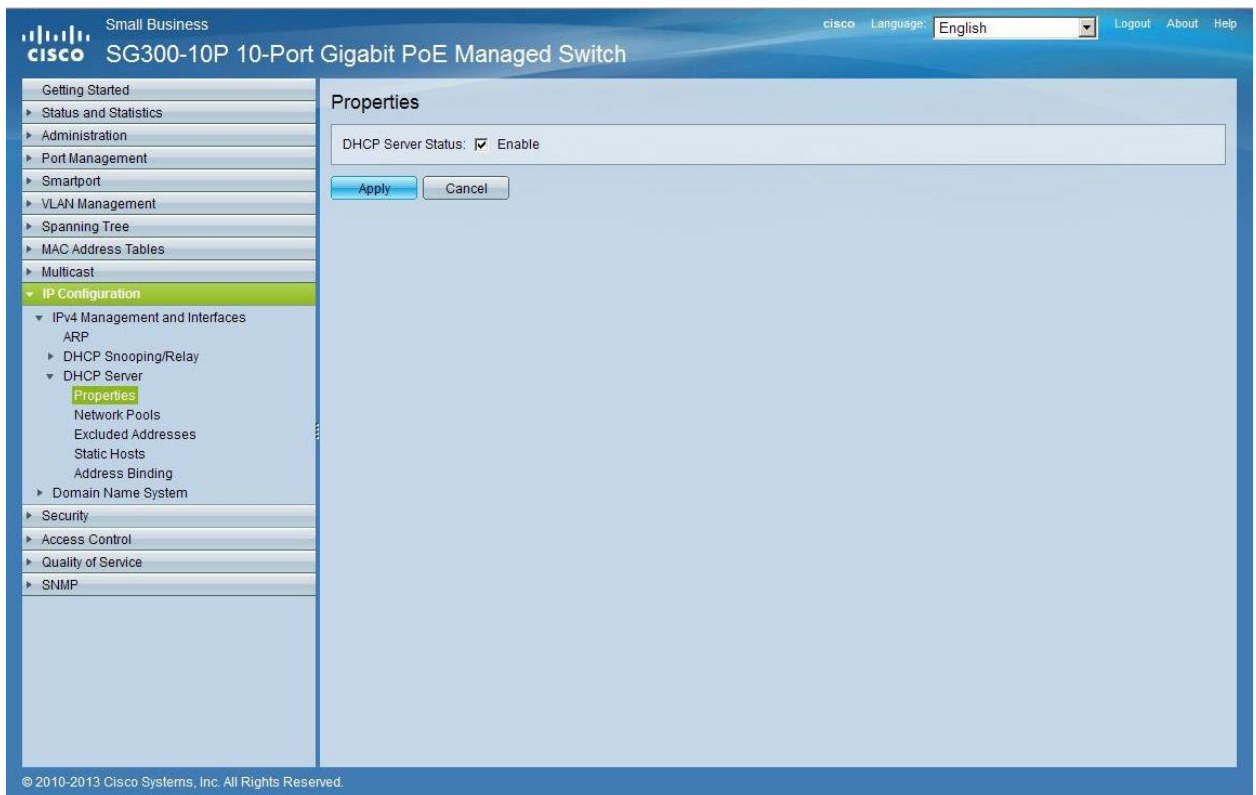 Small Business
cisco Language: English Logout About Help
CISCO SG300-10P 10-Port Gigabit PoE Managed Switch
Getting Started
Status and Statistics
Administration
Port Management
Smartport
VLAN Management
Spanning Tree
MAC Address Tables
Multicast
IP Configuration
IPv4 Management and Interfaces
ARP
DHCP Snooping/Relay
DHCP Server
Properties
Network Pools
Excluded Addresses
Static Hosts
Address Binding
Domain Name System
Security
Access Control
Quality of Service
SNMP
Properties
DHCP Server Status: Enable
Apply Cancel
© 2010-2013 Cisco Systems, Inc. All Rights Reserved.